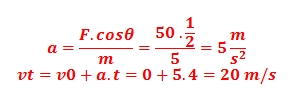 a = F.cosθ / m = 50 . 1/2 / 5 = 5 m/s²
vt = v0 + a.t = 0 + 5.4 = 20 m/s